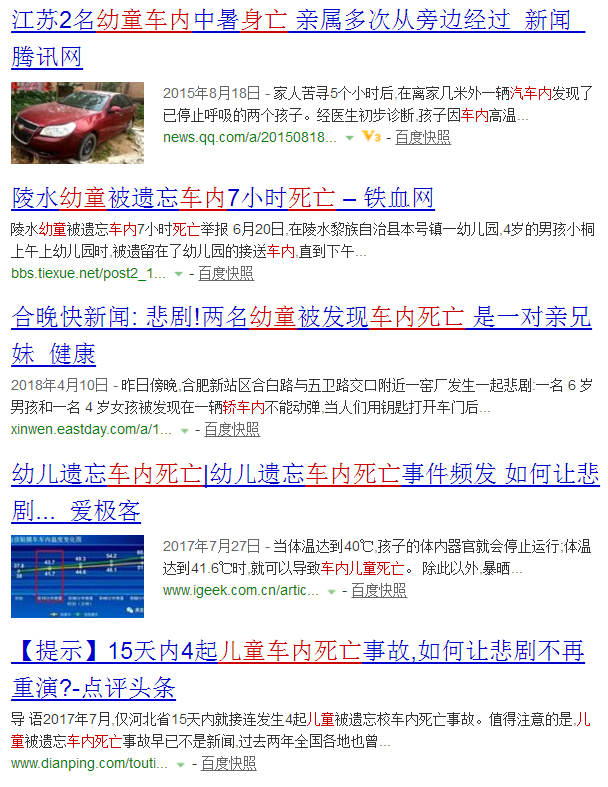 江苏2名幼童车内中暑身亡 亲属多次从旁边经过_新闻_
腾讯网
2015年8月18日 - 家人苦寻5个小时后,在离家几米外一辆汽车内发现了
已停止呼吸的两个孩子。经医生初步诊断,孩子因车内高温...
news.qq.com/a/20150818... V3 - 百度快照
陵水幼童被遗忘车内7小时死亡 – 铁血网
陵水幼童被遗忘车内7小时死亡举报 6月20日,在陵水黎族自治县本号镇一幼儿园,4岁的男孩小桐
上午上幼儿园时,被遗留在了幼儿园的接送车内,直到下午...
bbs.tiexue.net/post2_1... - 百度快照
合晚快新闻: 悲剧!两名幼童被发现车内死亡 是一对亲兄
妹_健康
2018年4月10日 - 昨日傍晚,合肥新站区合白路与五卫路交口附近一窑厂发生一起悲剧:一名 6 岁
男孩和一名 4 岁女孩被发现在一辆轿车内不能动弹,当人们用钥匙打开车门后...
xinwen.eastday.com/a/1... - 百度快照
幼儿遗忘车内死亡|幼儿遗忘车内死亡事件频发 如何让悲
剧..._爱极客
43.7 49.2 54.2
37.8
41.7 44.6 48.1
2017年7月27日 - 当体温达到40℃,孩子的体内器官就会停止运行;体温
达到41.6℃时,就可以导致车内儿童死亡。 除此以外,暴晒...
www.igeek.com.cn/artic... - 百度快照
【提示】15天内4起儿童车内死亡事故,如何让悲剧不再
重演?-点评头条
导 语2017年7月,仅河北省15天内就接连发生4起儿童被遗忘校车内死亡事故。值得注意的是,儿
童被遗忘车内死亡事故早已不是新闻,过去两年全国各地也曾...
www.dianping.com/touti... - 百度快照